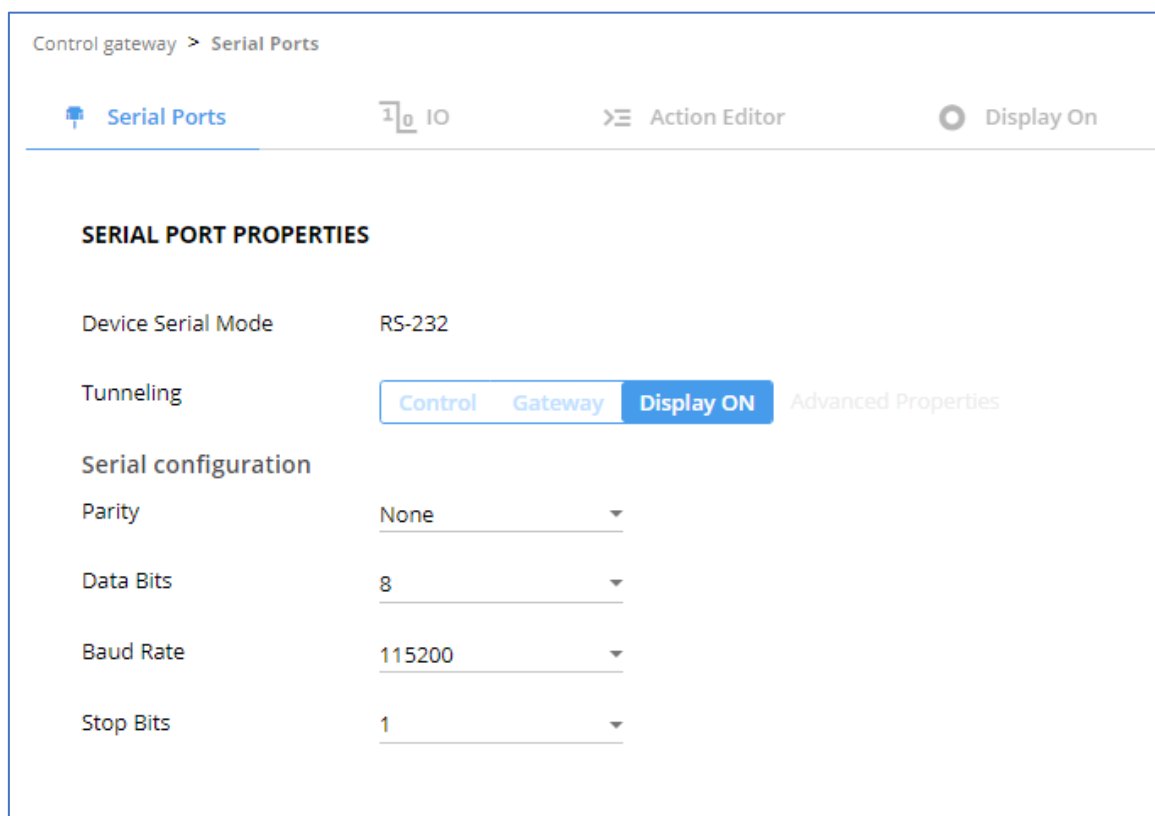 Control gateway > Serial Ports
Serial Ports 1 0 IO Action Editor Display On
SERIAL PORT PROPERTIES
Device Serial Mode RS-232
Tunneling Control Gateway Display ON Advanced Properties
Serial configuration
Parity None
Data Bits 8
Baud Rate 115200
Stop Bits 1